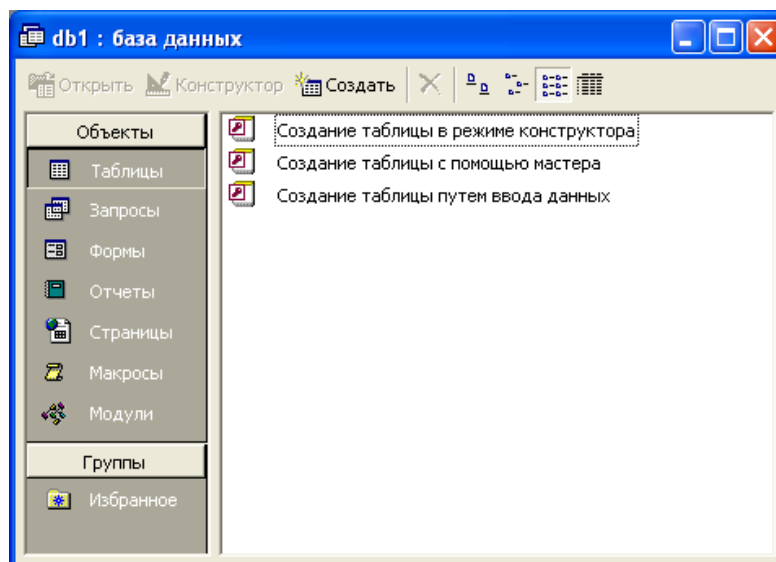 db1 : база данных
Открыть Конструктор Создать
Объекты
Таблицы
Запросы
Формы
Отчеты
Страницы
Макросы
Модули
Группы
Избранное
Создание таблицы в режиме конструктора
Создание таблицы с помощью мастера
Создание таблицы путем ввода данных